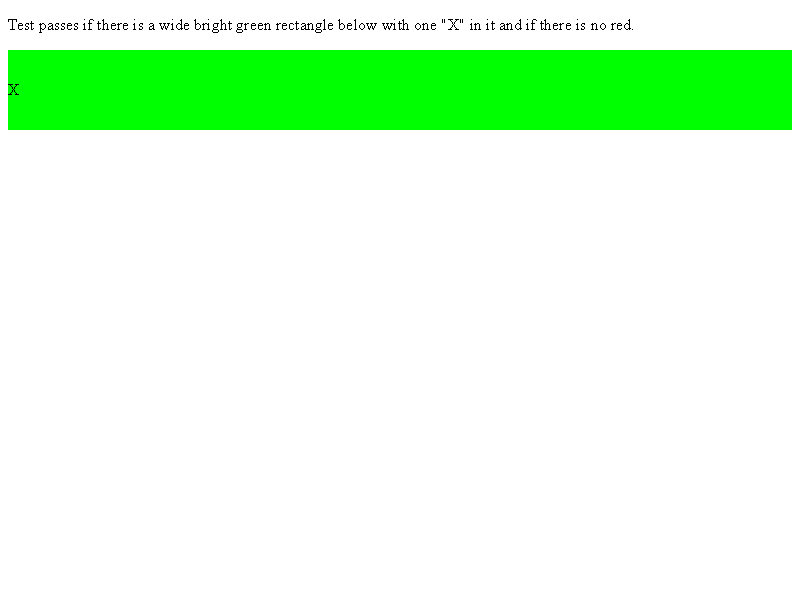 Test passes if there is a wide bright green rectangle below with one "X" in it and if there is no red.
X